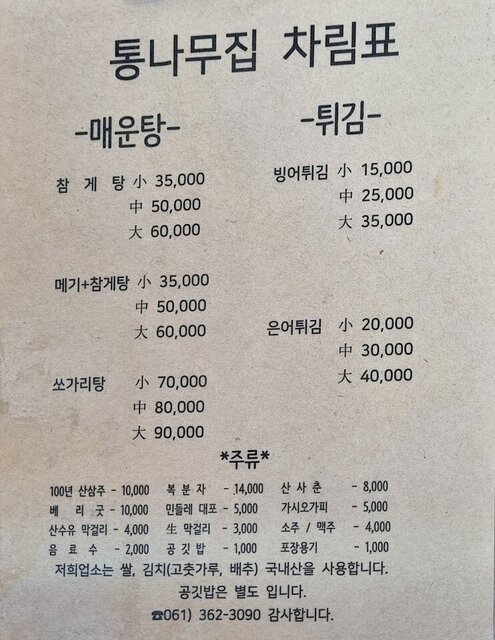 통나무집 차림표
-매운탕-
참 게 탕 小 35,000
中 50,000
大 60,000
메기+참게탕 小 35,000
中 50,000
大 60,000
쏘가리탕 小 70,000
中 80,000
大 90,000
-튀김-
빙어튀김 小 15,000
中 25,000
大 35,000
은어튀김 小 20,000
中 30,000
大 40,000
*주류*
100년 산삼주 - 10,000 복 분 자 - 14,000 산 사 춘 - 8,000
베 리 굿 - 10,000 민들레 대포 - 5,000 가시오가피 - 5,000
산수유 막걸리 - 4,000 生 막걸리 - 3,000 소주 / 맥주 - 4,000
음 료 수 - 2,000 공 깃 밥 - 1,000 포장용기 - 1,000
저희업소는 쌀, 김치(고춧가루, 배추) 국내산을 사용합니다.
공깃밥은 별도 입니다.
☎061) 362-3090 감사합니다.